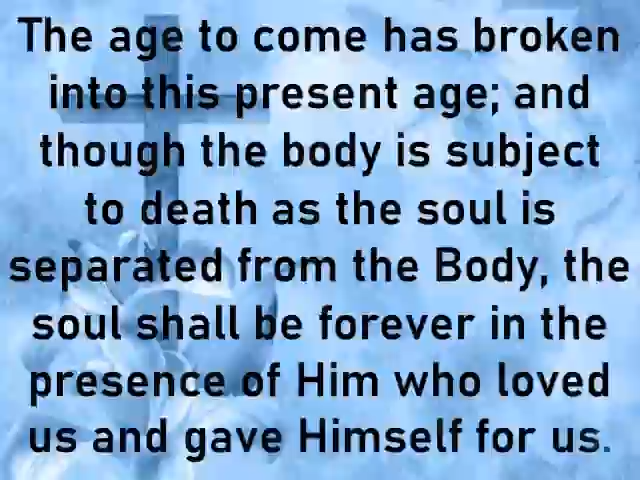 The age to come has broken
into this present age; and
though the body is subject
to death as the soul is
separated from the Body, the
soul shall be forever in the
presence of Him who loved
us and gave Himself for us.